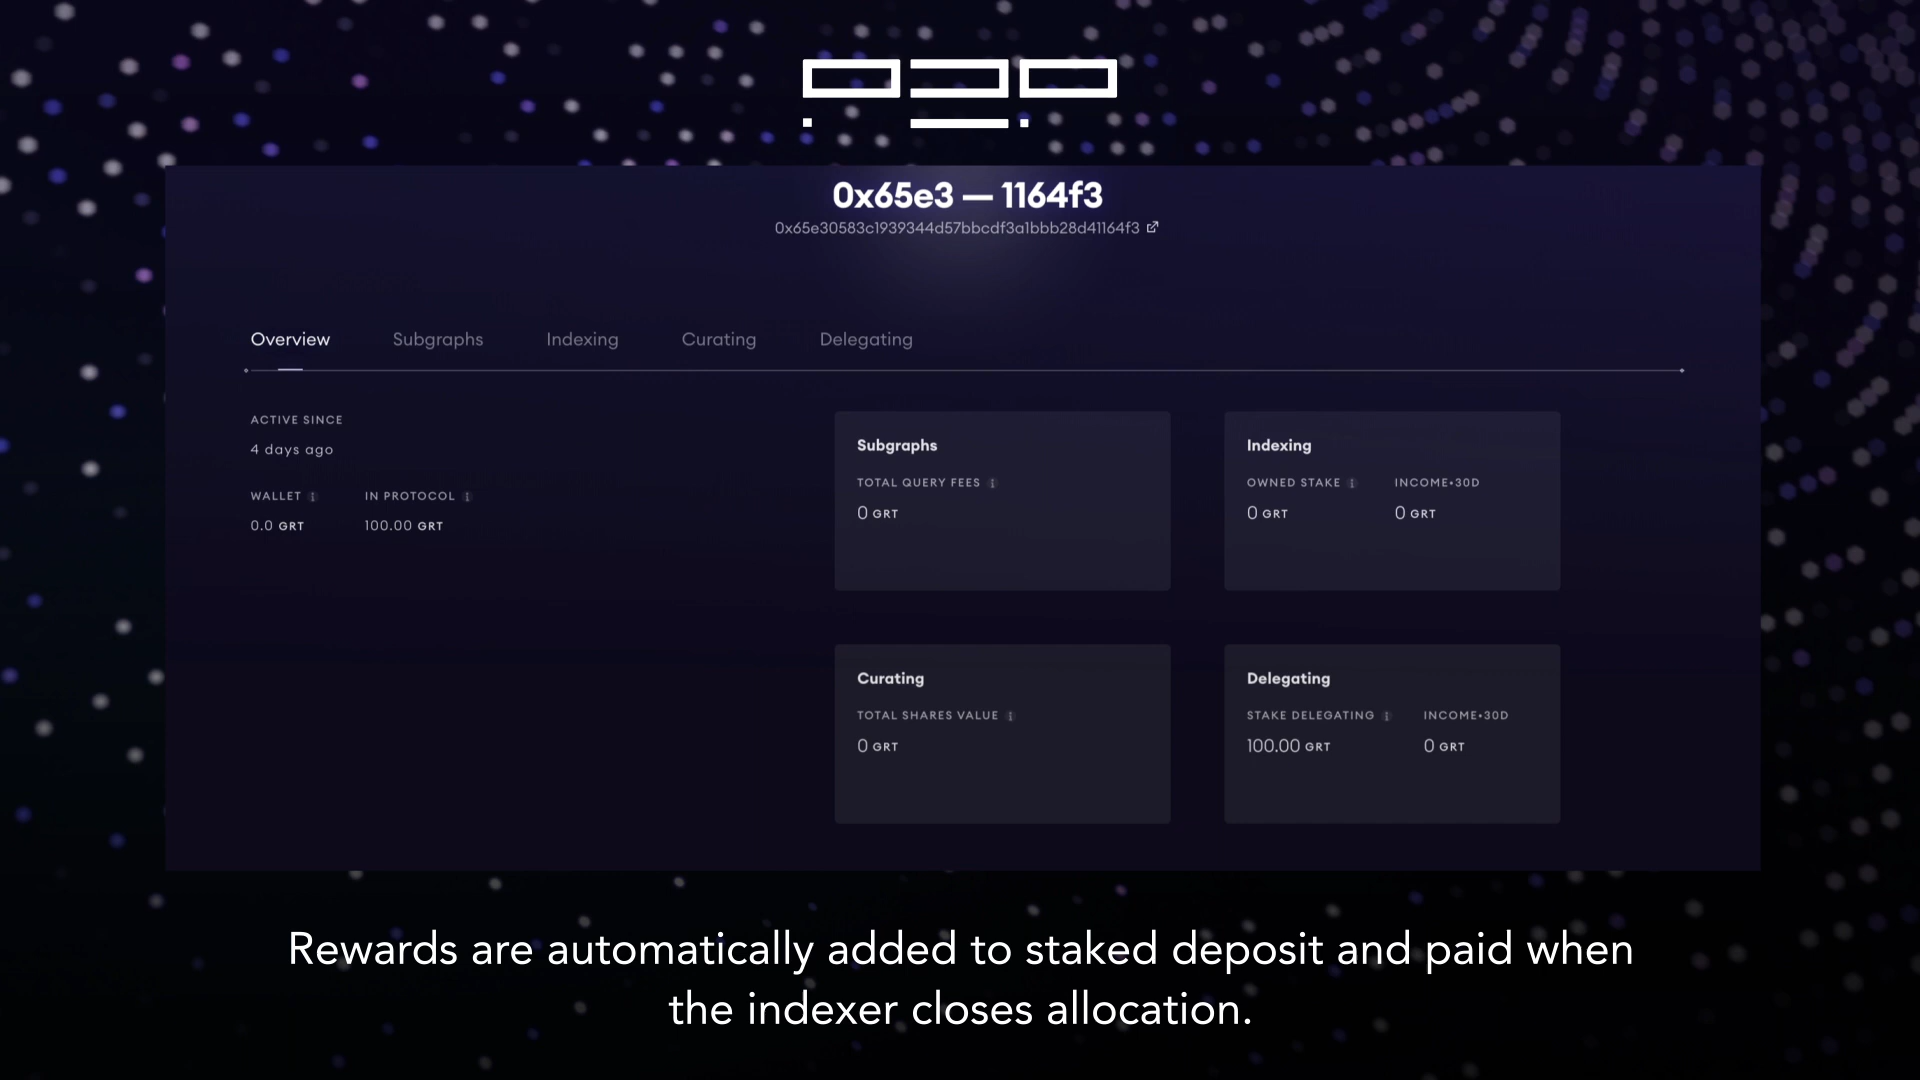 P2P
0x65e3 — 1164f3
0x65e30583c1939344d57bbcdf3a1bbb28d41164f3
Overview Subgraphs Indexing Curating Delegating
ACTIVE SINCE
4 days ago
WALLET i IN PROTOCOL i
0.0 GRT 100.00 GRT
Subgraphs
TOTAL QUERY FEES i
0 GRT
Indexing
OWNED STAKE i INCOME•30D
0 GRT 0 GRT
Curating
TOTAL SHARES VALUE i
0 GRT
Delegating
STAKE DELEGATING i INCOME•30D
100.00 GRT 0 GRT
Rewards are automatically added to staked deposit and paid when
the indexer closes allocation.